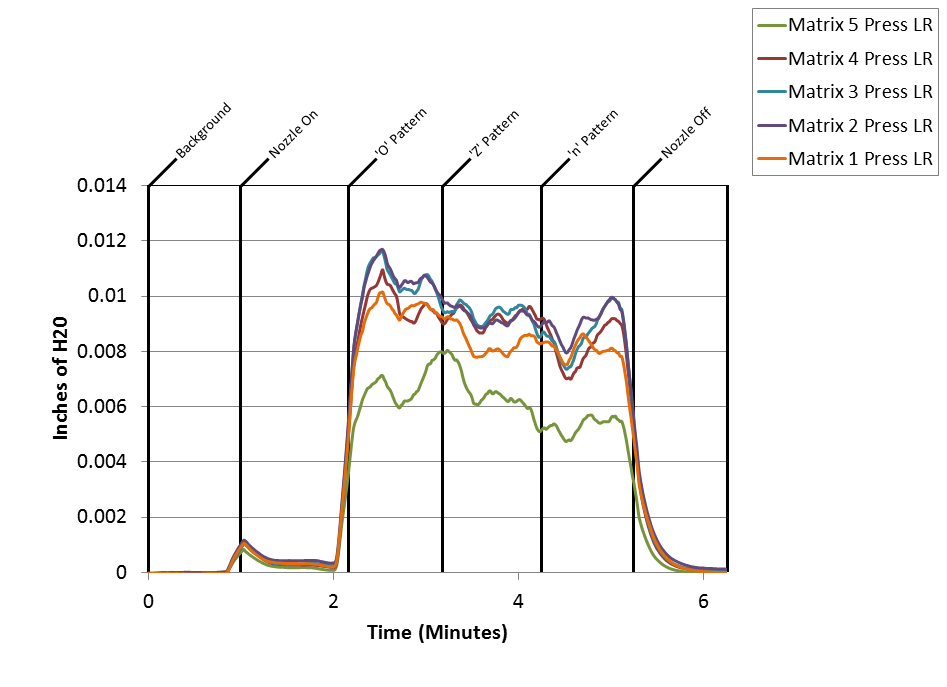 Matrix 5 Press LR
Matrix 4 Press LR
Matrix 3 Press LR
Matrix 2 Press LR
Matrix 1 Press LR
Background
Nozzle On
'O' Pattern
'Z' Pattern
'n' Pattern
Nozzle Off
0.014
0.012
0.01
0.008
0.006
0.004
0.002
0
Inches of H20
0 2 4 6
Time (Minutes)